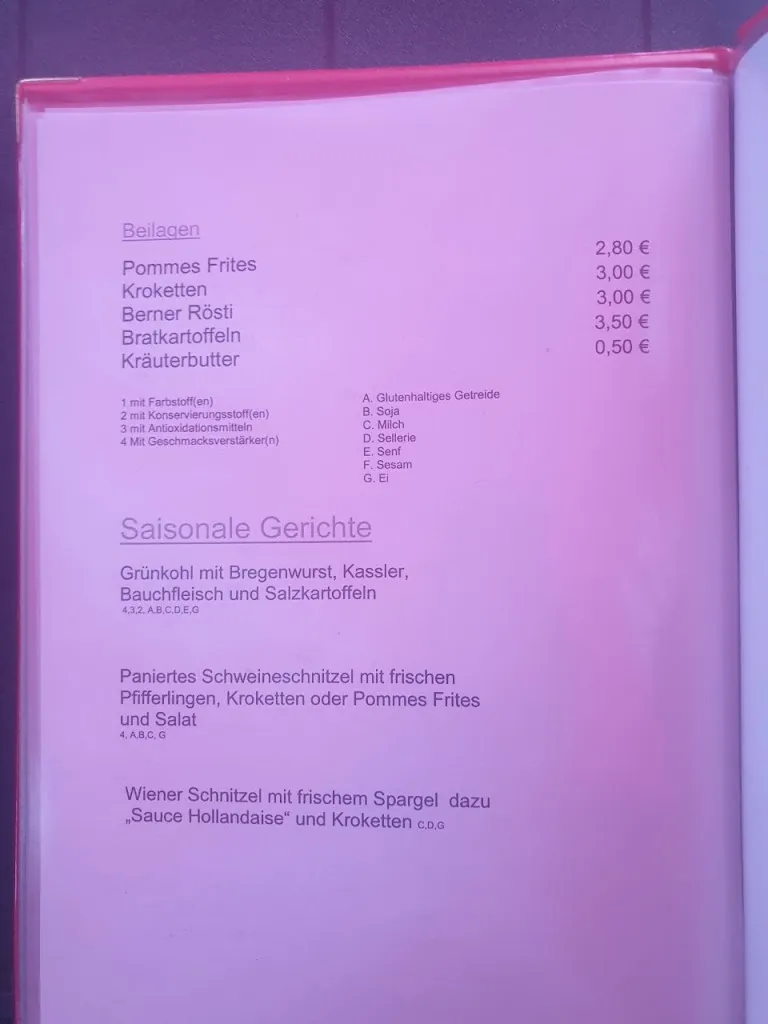 Beilagen
Pommes Frites 2,80 €
Kroketten 3,00 €
Berner Rösti 3,00 €
Bratkartoffeln 3,50 €
Kräuterbutter 0,50 €
1 mit Farbstoff(en)
2 mit Konservierungsstoff(en)
3 mit Antioxidationsmitteln
4 Mit Geschmacksverstärker(n)
A. Glutenhaltiges Getreide
B. Soja
C. Milch
D. Sellerie
E. Senf
F. Sesam
G. Ei
Saisonale Gerichte
Grünkohl mit Bregenwurst, Kassler,
Bauchfleisch und Salzkartoffeln
4,3,2, A,B,C,D,E,G
Paniertes Schweineschnitzel mit frischen
Pfifferlingen, Kroketten oder Pommes Frites
und Salat
4, A,B,C, G
Wiener Schnitzel mit frischem Spargel dazu
„Sauce Hollandaise“ und Kroketten C,D,G